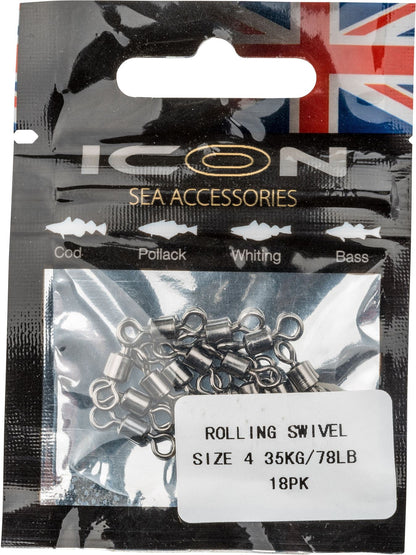 ICON
SEA ACCESSORIES
Cod Pollack Whiting Bass
ROLLING SWIVEL
SIZE 4 35KG/78LB
18PK